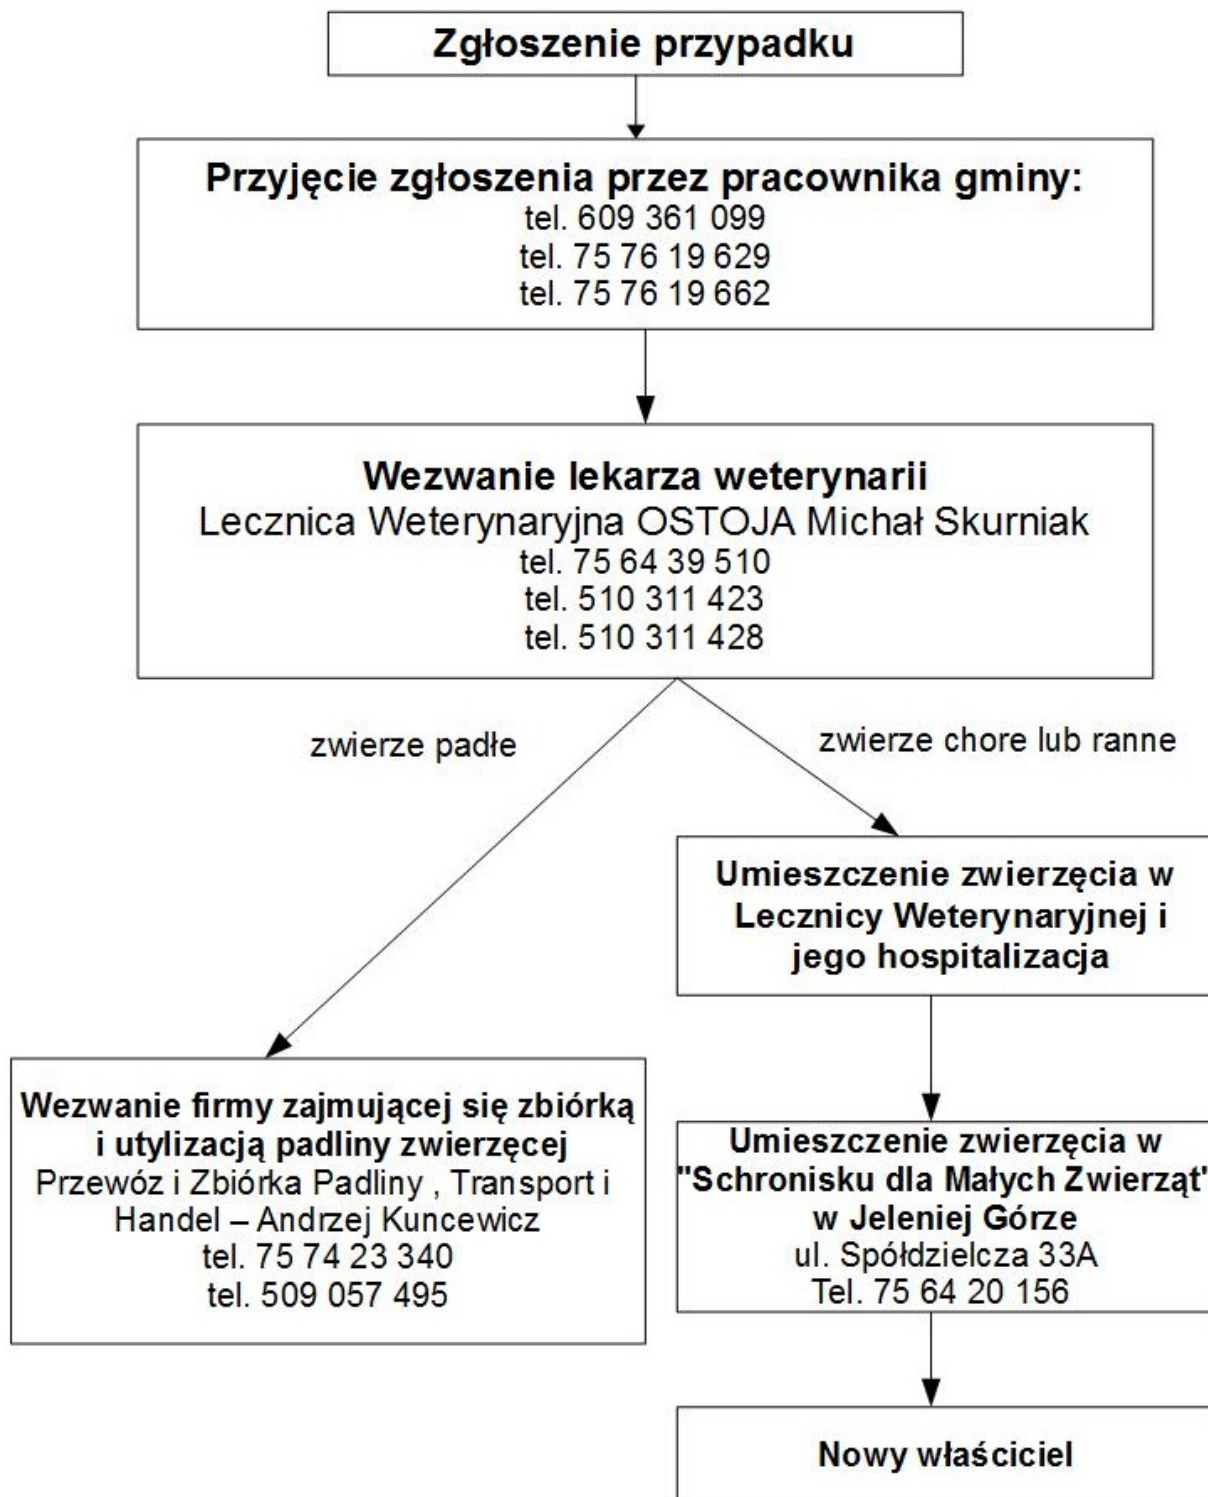 Zgłoszenie przypadku
Przyjęcie zgłoszenia przez pracownika gminy:
tel. 609 361 099
tel. 75 76 19 629
tel. 75 76 19 662
Wezwanie lekarza weterynarii
Lecznica Weterynaryjna OSTOJA Michał Skurniak
tel. 75 64 39 510
tel. 510 311 423
tel. 510 311 428
zwierze padłe
zwierze chore lub ranne
Umieszczenie zwierzęcia w
Lecznicy Weterynaryjnej i
jego hospitalizacja
Wezwanie firmy zajmującej się zbiórką
i utylizacją padliny zwierzęcej
Przewóz i Zbiórka Padliny , Transport i
Handel – Andrzej Kuncewicz
tel. 75 74 23 340
tel. 509 057 495
Umieszczenie zwierzęcia w
"Schronisku dla Małych Zwierząt"
w Jeleniej Górze
ul. Spółdzielcza 33A
Tel. 75 64 20 156
Nowy właściciel